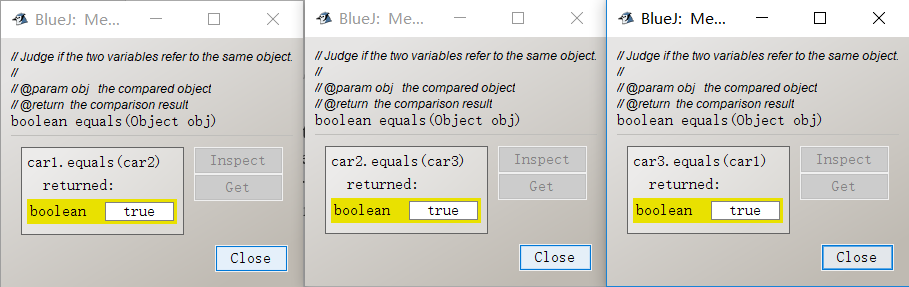 BlueJ: Me...
// Judge if the two variables refer to the same object.
//
// @param obj   the compared object
// @return  the comparison result
boolean equals(Object obj)
car1.equals(car2)
returned:
boolean true
Inspect
Get
Close
BlueJ: Me...
// Judge if the two variables refer to the same object.
//
// @param obj   the compared object
// @return  the comparison result
boolean equals(Object obj)
car2.equals(car3)
returned:
boolean true
Inspect
Get
Close
BlueJ: Me...
// Judge if the two variables refer to the same object.
//
// @param obj   the compared object
// @return  the comparison result
boolean equals(Object obj)
car3.equals(car1)
returned:
boolean true
Inspect
Get
Close